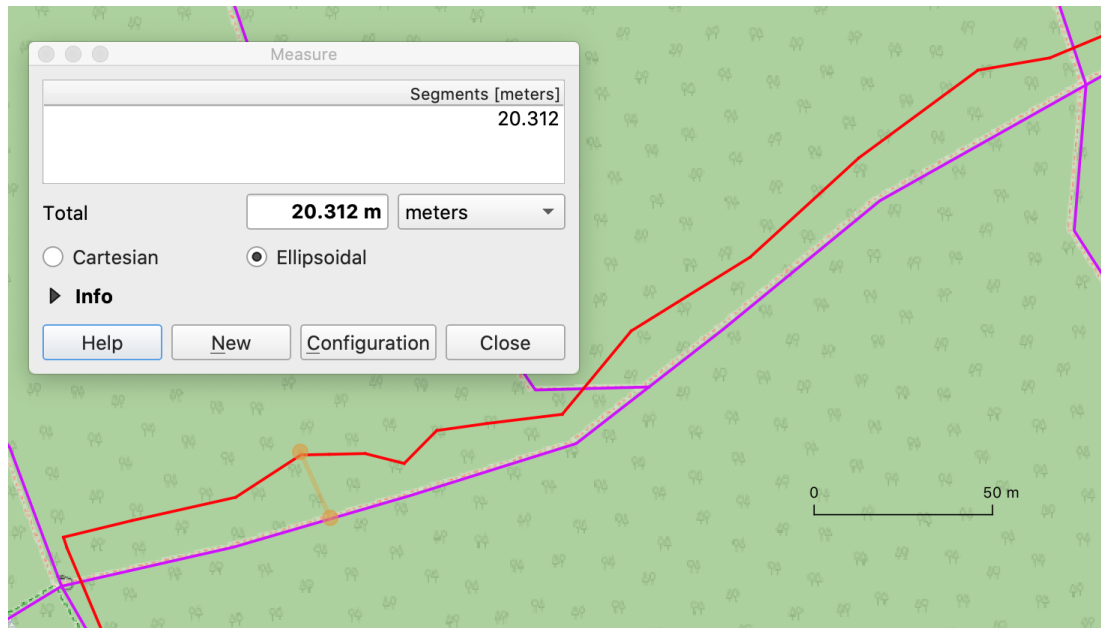 Measure
Segments [meters]
20.312
Total 20.312 m meters
Cartesian Ellipsoidal
Info
Help New Configuration Close
0 50 m